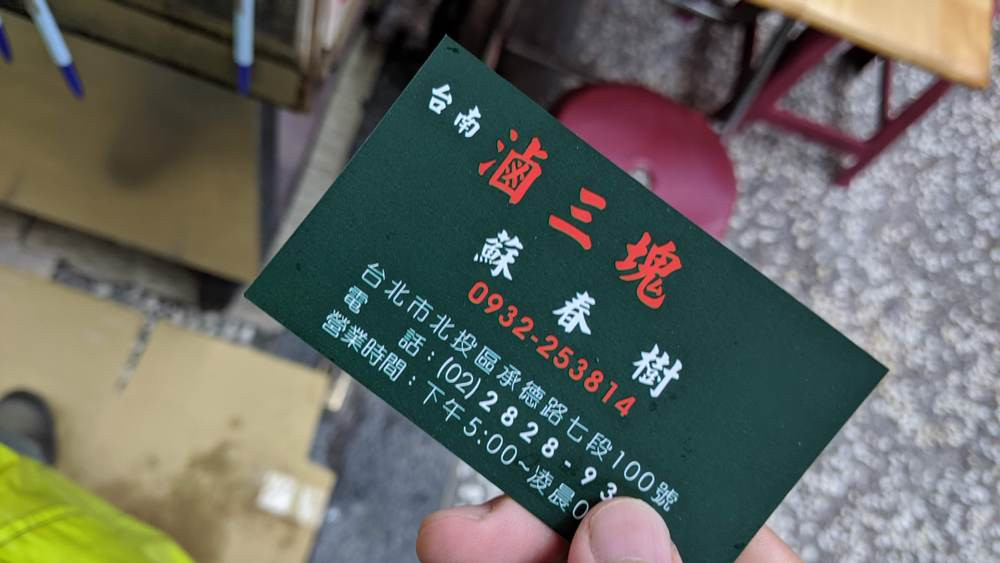 台南
滷三塊
蘇春樹
0932-253814
台北市北投區承德路七段100號
電話：(02)2828-93
營業時間：下午5:00~凌晨0